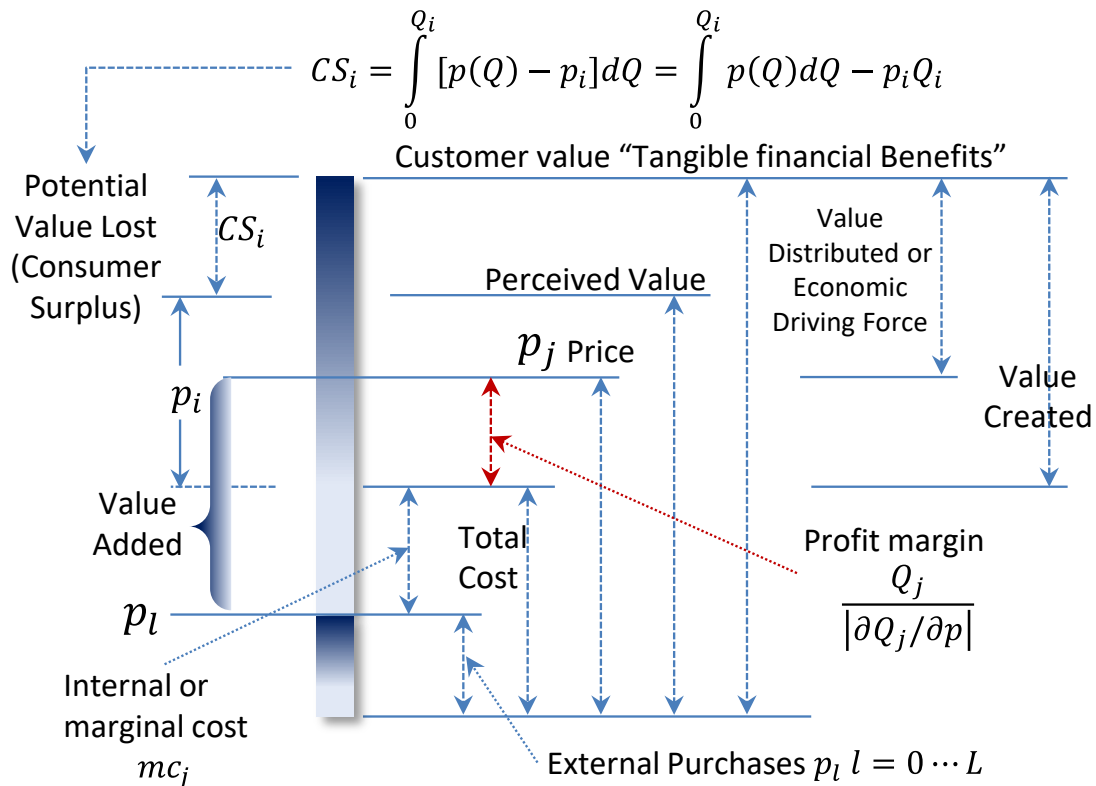 CS_i = ∫_0^{Q_i} [p(Q) − p_i]dQ = ∫_0^{Q_i} p(Q)dQ − p_iQ_i
Customer value “Tangible financial Benefits”
Potential
Value Lost
(Consumer
Surplus)
CS_i
Value
Distributed or
Economic
Driving Force
Perceived Value
p_j Price
p_i
Value
Created
Value
Added
Total
Cost
Profit margin
Q_j
|∂Q_j/∂p|
p_l
Internal or
marginal cost
mc_j
External Purchases p_l l = 0 ⋯ L